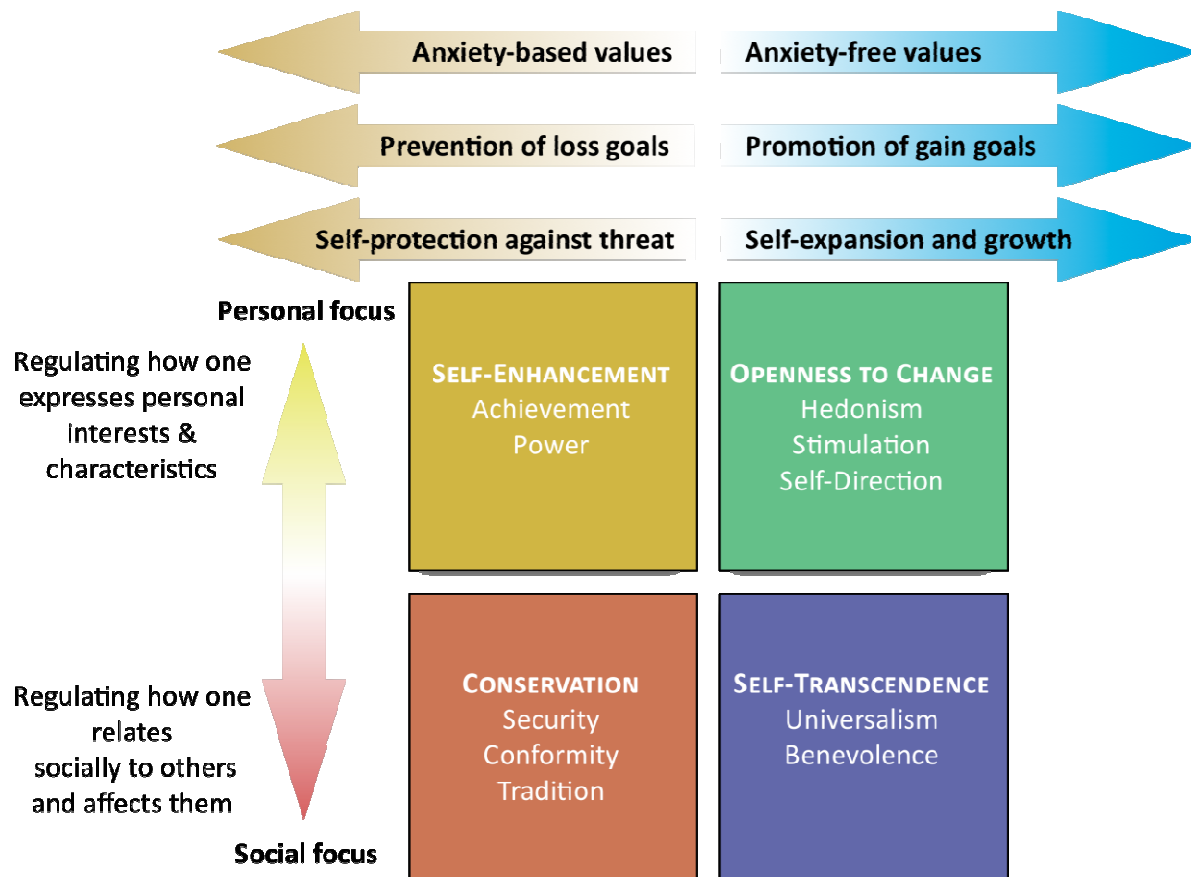 Anxiety-based values
Anxiety-free values
Prevention of loss goals
Promotion of gain goals
Self-protection against threat
Self-expansion and growth
Personal focus
Regulating how one
expresses personal
interests &
characteristics
SELF-ENHANCEMENT
Achievement
Power
OPENNESS TO CHANGE
Hedonism
Stimulation
Self-Direction
Regulating how one
relates
socially to others
and affects them
Social focus
CONSERVATION
Security
Conformity
Tradition
SELF-TRANSCENDENCE
Universalism
Benevolence